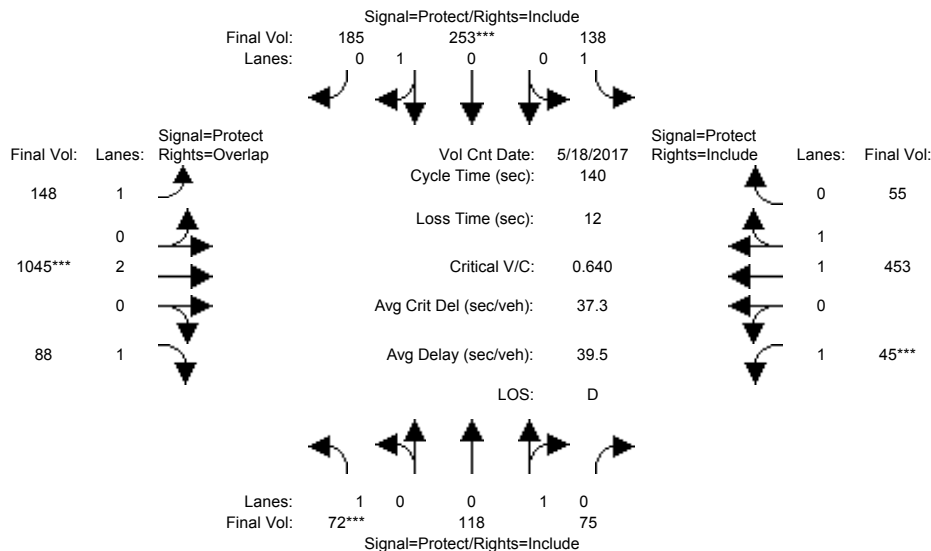 Signal=Protect/Rights=Include
Final Vol: 185 253*** 138
Lanes: 0 1 0 0 1
Signal=Protect Signal=Protect
Final Vol: Lanes: Rights=Overlap Vol Cnt Date: 5/18/2017 Rights=Include Lanes: Final Vol:
Cycle Time (sec): 140
148 1 0 55
Loss Time (sec): 12
0 1
1045*** 2 Critical V/C: 0.640 1 453
0 Avg Crit Del (sec/veh): 37.3 0
88 1 Avg Delay (sec/veh): 39.5 1 45***
LOS: D
Lanes: 1 0 0 1 0
Final Vol: 72*** 118 75
Signal=Protect/Rights=Include